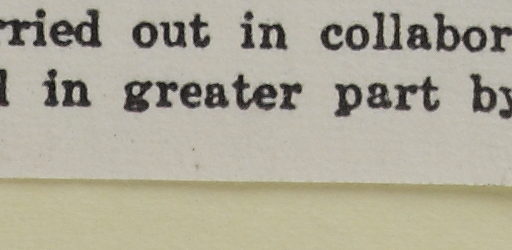 rried out in collabor
in greater part by